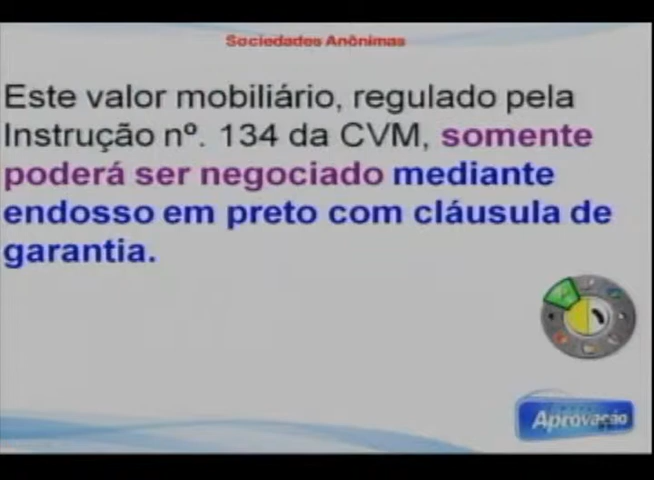 Sociedades Anônimas
Este valor mobiliário, regulado pela
Instrução nº. 134 da CVM, somente
poderá ser negociado mediante
endosso em preto com cláusula de
garantia.
Aprovação